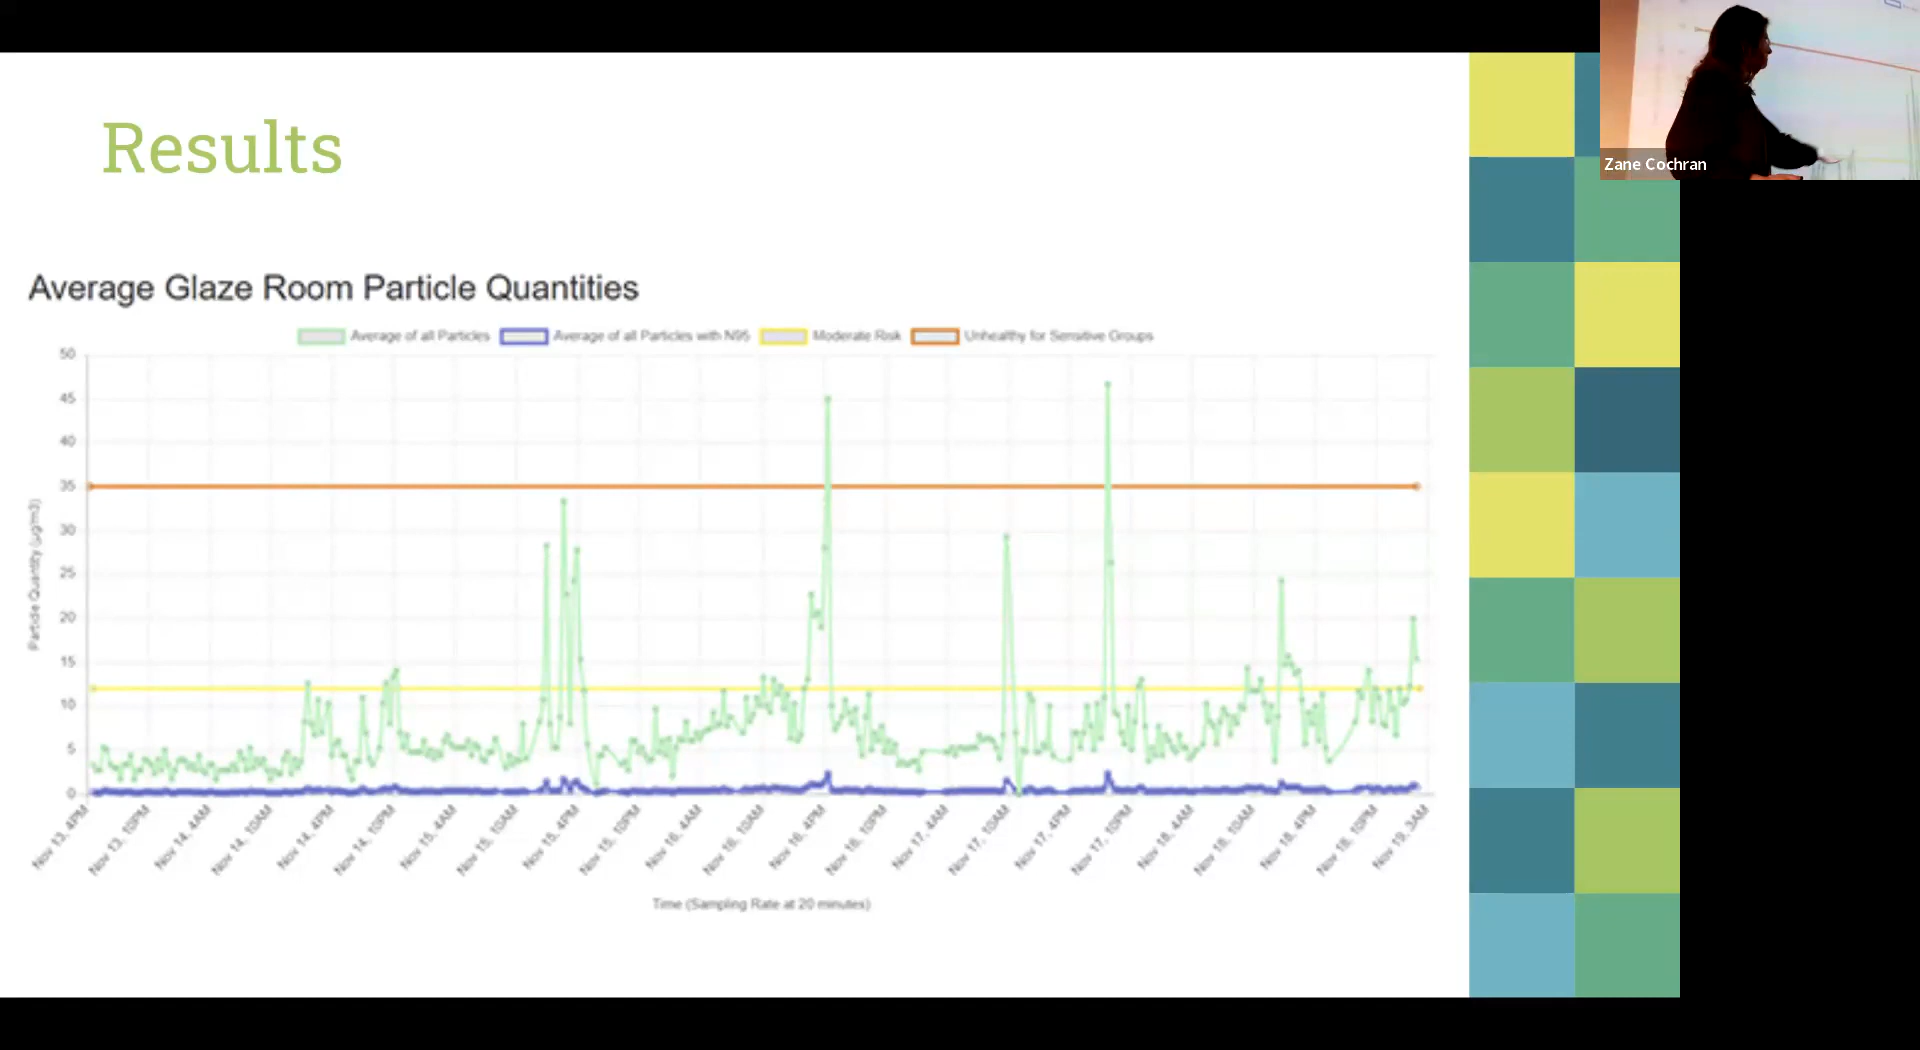 Zane Cochran
Results
Average Glaze Room Particle Quantities
Average of all Particles Average of all Particles with N95 Moderate Risk Unhealthy for Sensitive Groups
50
45
40
35
30
25
20
15
10
5
0
Particle Quantity (µg/m3)
Nov 13, 4PM
Nov 13, 10PM
Nov 14, 4AM
Nov 14, 10AM
Nov 14, 4PM
Nov 14, 10PM
Nov 15, 4AM
Nov 15, 10AM
Nov 15, 4PM
Nov 15, 10PM
Nov 16, 4AM
Nov 16, 10AM
Nov 16, 4PM
Nov 16, 10PM
Nov 17, 4AM
Nov 17, 10AM
Nov 17, 4PM
Nov 17, 10PM
Nov 18, 4AM
Nov 18, 10AM
Nov 18, 4PM
Nov 18, 10PM
Nov 19, 3AM
Time (Sampling Rate at 20 minutes)